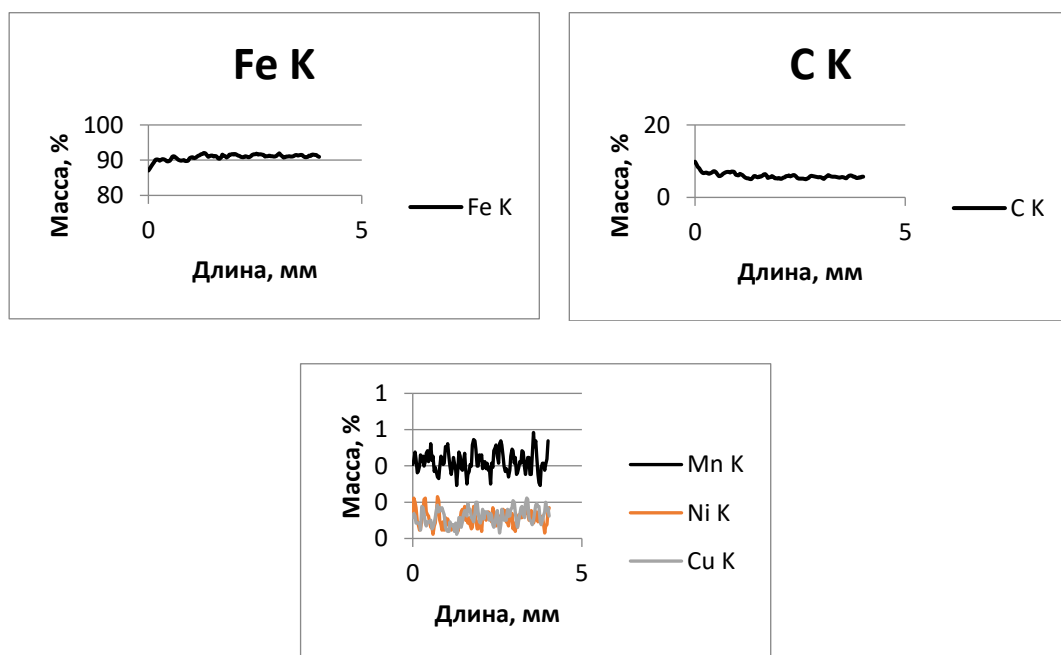 Fe K
Масса, %
100
90
80
0
5
Длина, мм
Fe K
C K
Масса, %
20
0
0
5
Длина, мм
C K
Масса, %
1
1
0
0
0
0
5
Длина, мм
Mn K
Ni K
Cu K